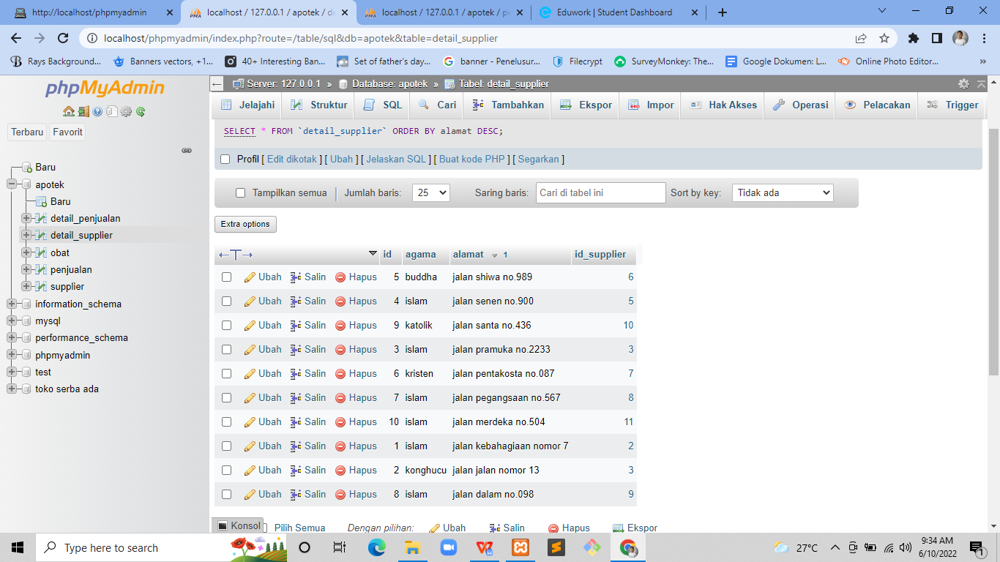 http://localhost/phpmyadmin
localhost / 127.0.0.1 / apotek / de
localhost / 127.0.0.1 / apotek / pe
Eduwork | Student Dashboard
localhost/phpmyadmin/index.php?route=/table/sql&db=apotek&table=detail_supplier
Rays Background...
Banners vectors, +1...
40+ Interesting Ban...
Set of father's day...
banner - Penelusur...
Filecrypt
SurveyMonkey: The...
Google Dokumen: L...
Online Photo Editor...
»
phpMyAdmin
Terbaru Favorit
Baru
apotek
Baru
detail_penjualan
detail_supplier
obat
penjualan
supplier
information_schema
mysql
performance_schema
phpmyadmin
test
toko serba ada
Server: 127.0.0.1 » Database: apotek » Tabel: detail_supplier
Jelajahi Struktur SQL Cari Tambahkan Ekspor Impor Hak Akses Operasi Pelacakan Trigger
SELECT * FROM `detail_supplier` ORDER BY alamat DESC;
Profil [ Edit dikotak ] [ Ubah ] [ Jelaskan SQL ] [ Buat kode PHP ] [ Segarkan ]
Tampilkan semua | Jumlah baris: 25 Saring baris: Cari di tabel ini Sort by key: Tidak ada
Extra options
←T→ id agama alamat 1 id_supplier
Ubah Salin Hapus 5 buddha jalan shiwa no.989 6
Ubah Salin Hapus 4 islam jalan senen no.900 5
Ubah Salin Hapus 9 katolik jalan santa no.436 10
Ubah Salin Hapus 3 islam jalan pramuka no.2233 3
Ubah Salin Hapus 6 kristen jalan pentakosta no.087 7
Ubah Salin Hapus 7 islam jalan pegangsaan no.567 8
Ubah Salin Hapus 10 islam jalan merdeka no.504 11
Ubah Salin Hapus 1 islam jalan kebahagiaan nomor 7 2
Ubah Salin Hapus 2 konghucu jalan jalan nomor 13 3
Ubah Salin Hapus 8 islam jalan dalam no.098 9
Konsol Pilih Semua Dengan pilihan: Ubah Salin Hapus Ekspor
Type here to search
27°C
9:34 AM
6/10/2022
1